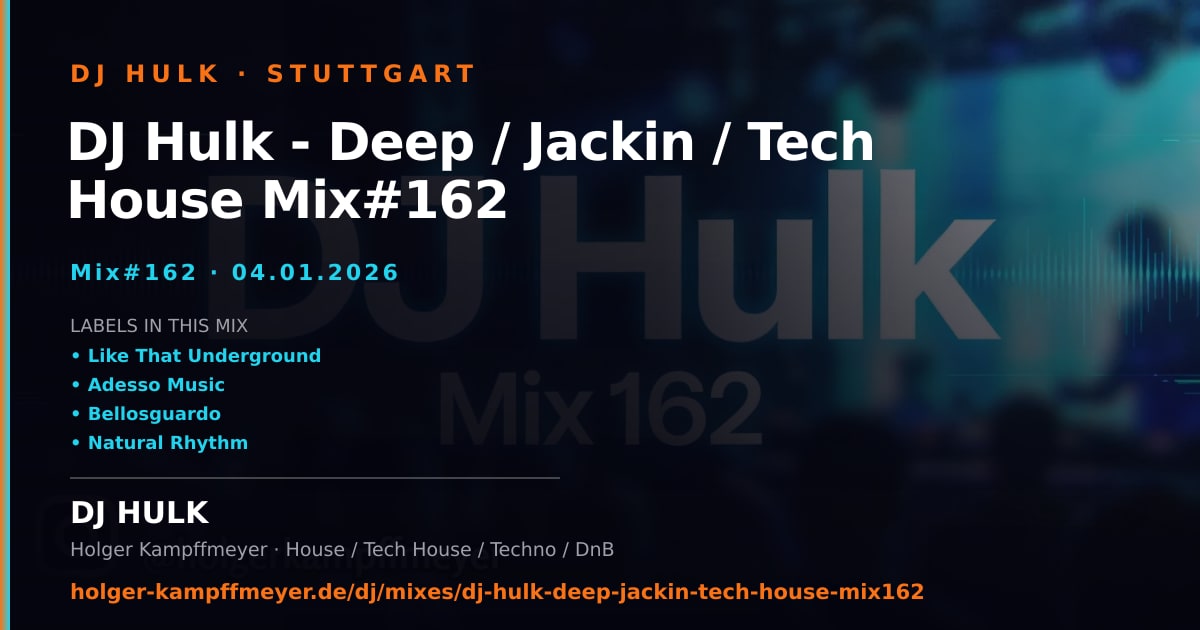 DJ HULK · STUTTGART
DJ Hulk - Deep / Jackin / Tech
House Mix#162
DJ Hulk
Mix#162 · 04.01.2026
LABELS IN THIS MIX
• Like That Underground
• Adesso Music
• Bellosguardo
• Natural Rhythm
Mix 162
DJ HULK
Holger Kampffmeyer · House / Tech House / Techno / DnB
@holgerkampffmeyer
holger-kampffmeyer.de/dj/mixes/dj-hulk-deep-jackin-tech-house-mix162